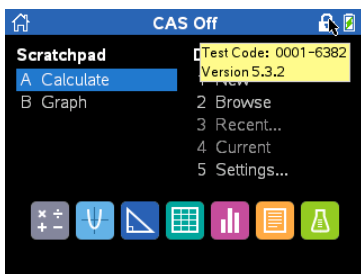 CAS Off
Scratchpad
A Calculate
B Graph
D
Test Code: 0001-6382
Version 5.3.2
1 New
2 Browse
3 Recent...
4 Current
5 Settings...